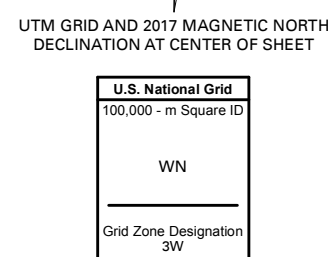 UTM GRID AND 2017 MAGNETIC NORTH
DECLINATION AT CENTER OF SHEET
U.S. National Grid
100,000 - m Square ID
WN
Grid Zone Designation
3W